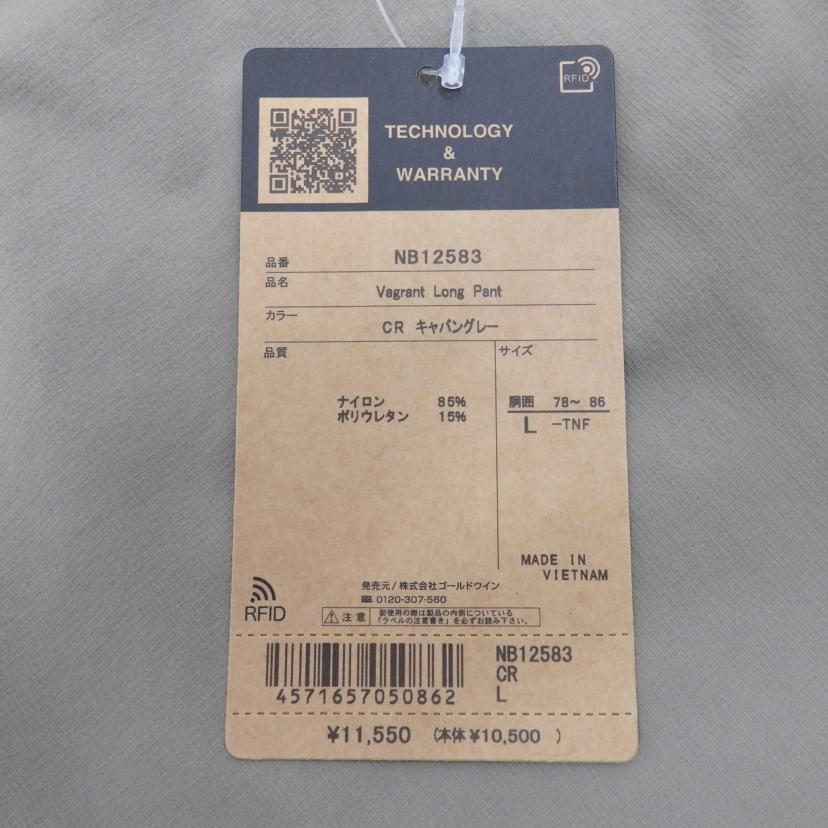 RFID
TECHNOLOGY
&
WARRANTY
品番 NB12583
品名 Vagrant Long Pant
カラー CR キャパングレー
品質 サイズ
ナイロン 85% 胴囲 78～ 86
ポリウレタン 15% L -TNF
MADE IN
VIETNAM
発売元/株式会社ゴールドウイン
☎ 0120-307-560
RFID
⚠ 注意 御使用の際は製品の内側についている
「ラベルの注意書き」を必ずお読み下さい。
NB12583
CR
L
4571657050862
¥11,550 (本体¥10,500 )